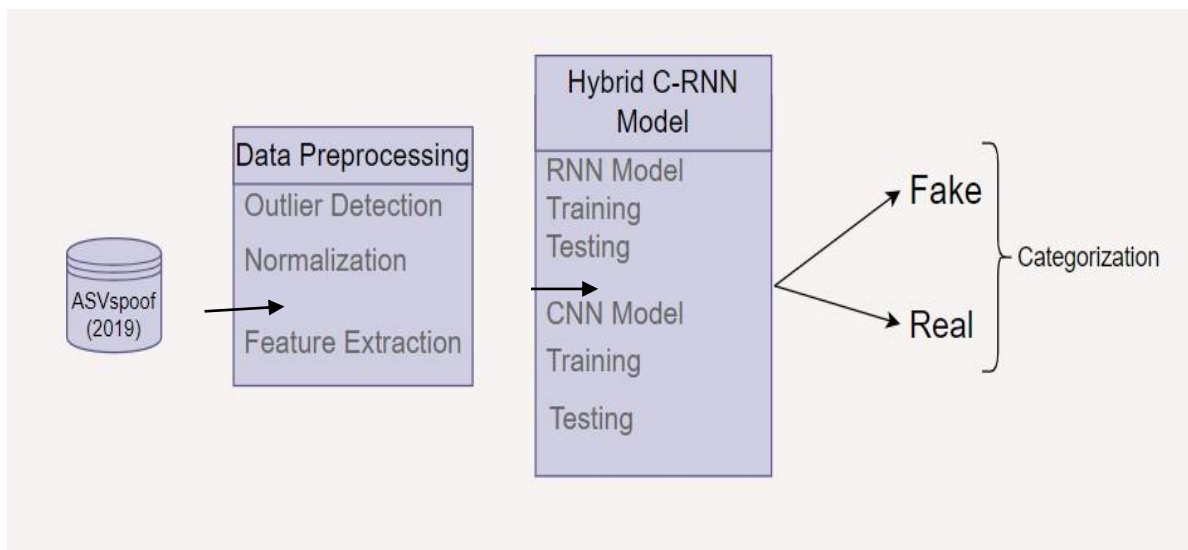 ASVspoof
(2019)
Data Preprocessing
Outlier Detection
Normalization
Feature Extraction
Hybrid C-RNN
Model
RNN Model
Training
Testing
CNN Model
Training
Testing
Fake
Real
Categorization